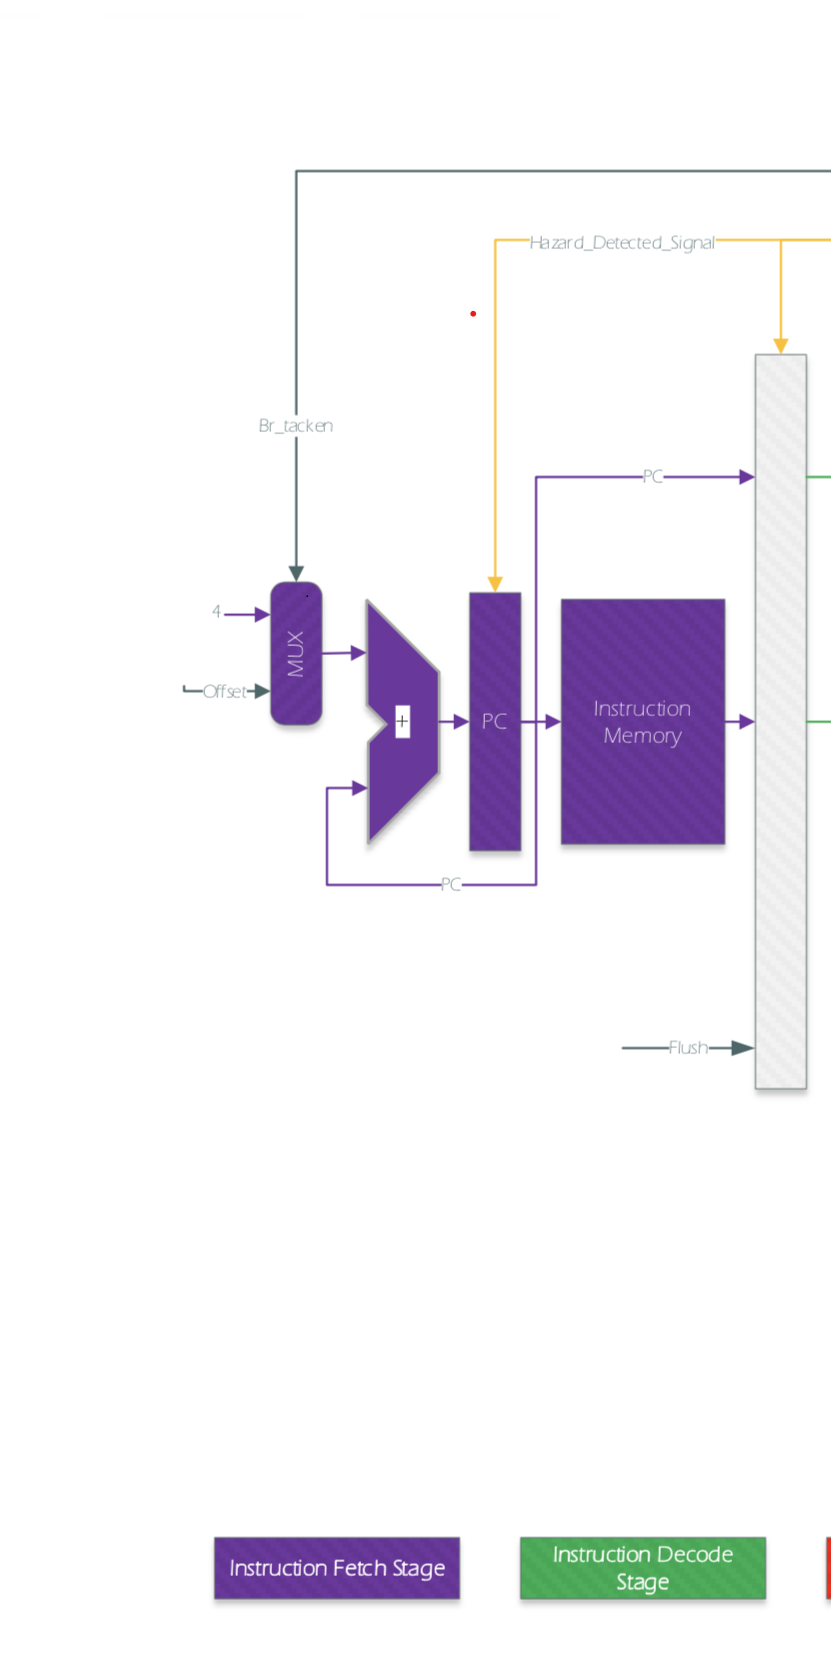 Hazard_Detected_Signal
Br_tacken
PC
4
MUX
Offset
+
PC
Instruction
Memory
PC
Flush
Instruction Fetch Stage
Instruction Decode
Stage